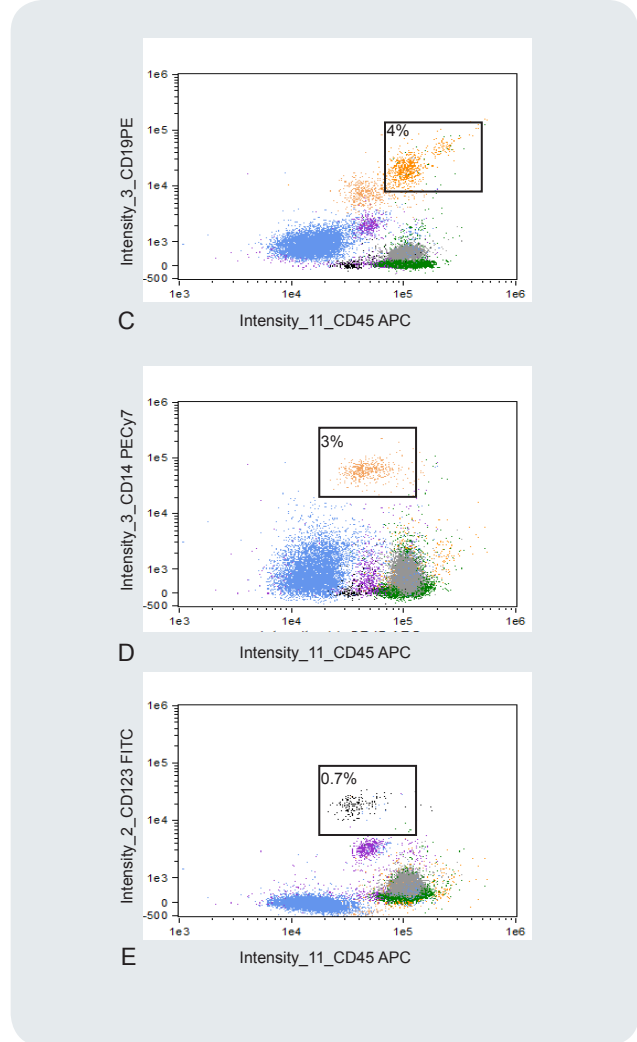 1e6
1e5
1e4
1e3
0
-500
4%
Intensity_3_CD19PE
1e3 1e4 1e5 1e6
C Intensity_11_CD45 APC
1e6
1e5
1e4
1e3
0
-500
3%
Intensity_3_CD14 PECy7
1e3 1e4 1e5 1e6
D Intensity_11_CD45 APC
1e6
1e5
1e4
1e3
0
-500
0.7%
Intensity_2_CD123 FITC
1e3 1e4 1e5 1e6
E Intensity_11_CD45 APC